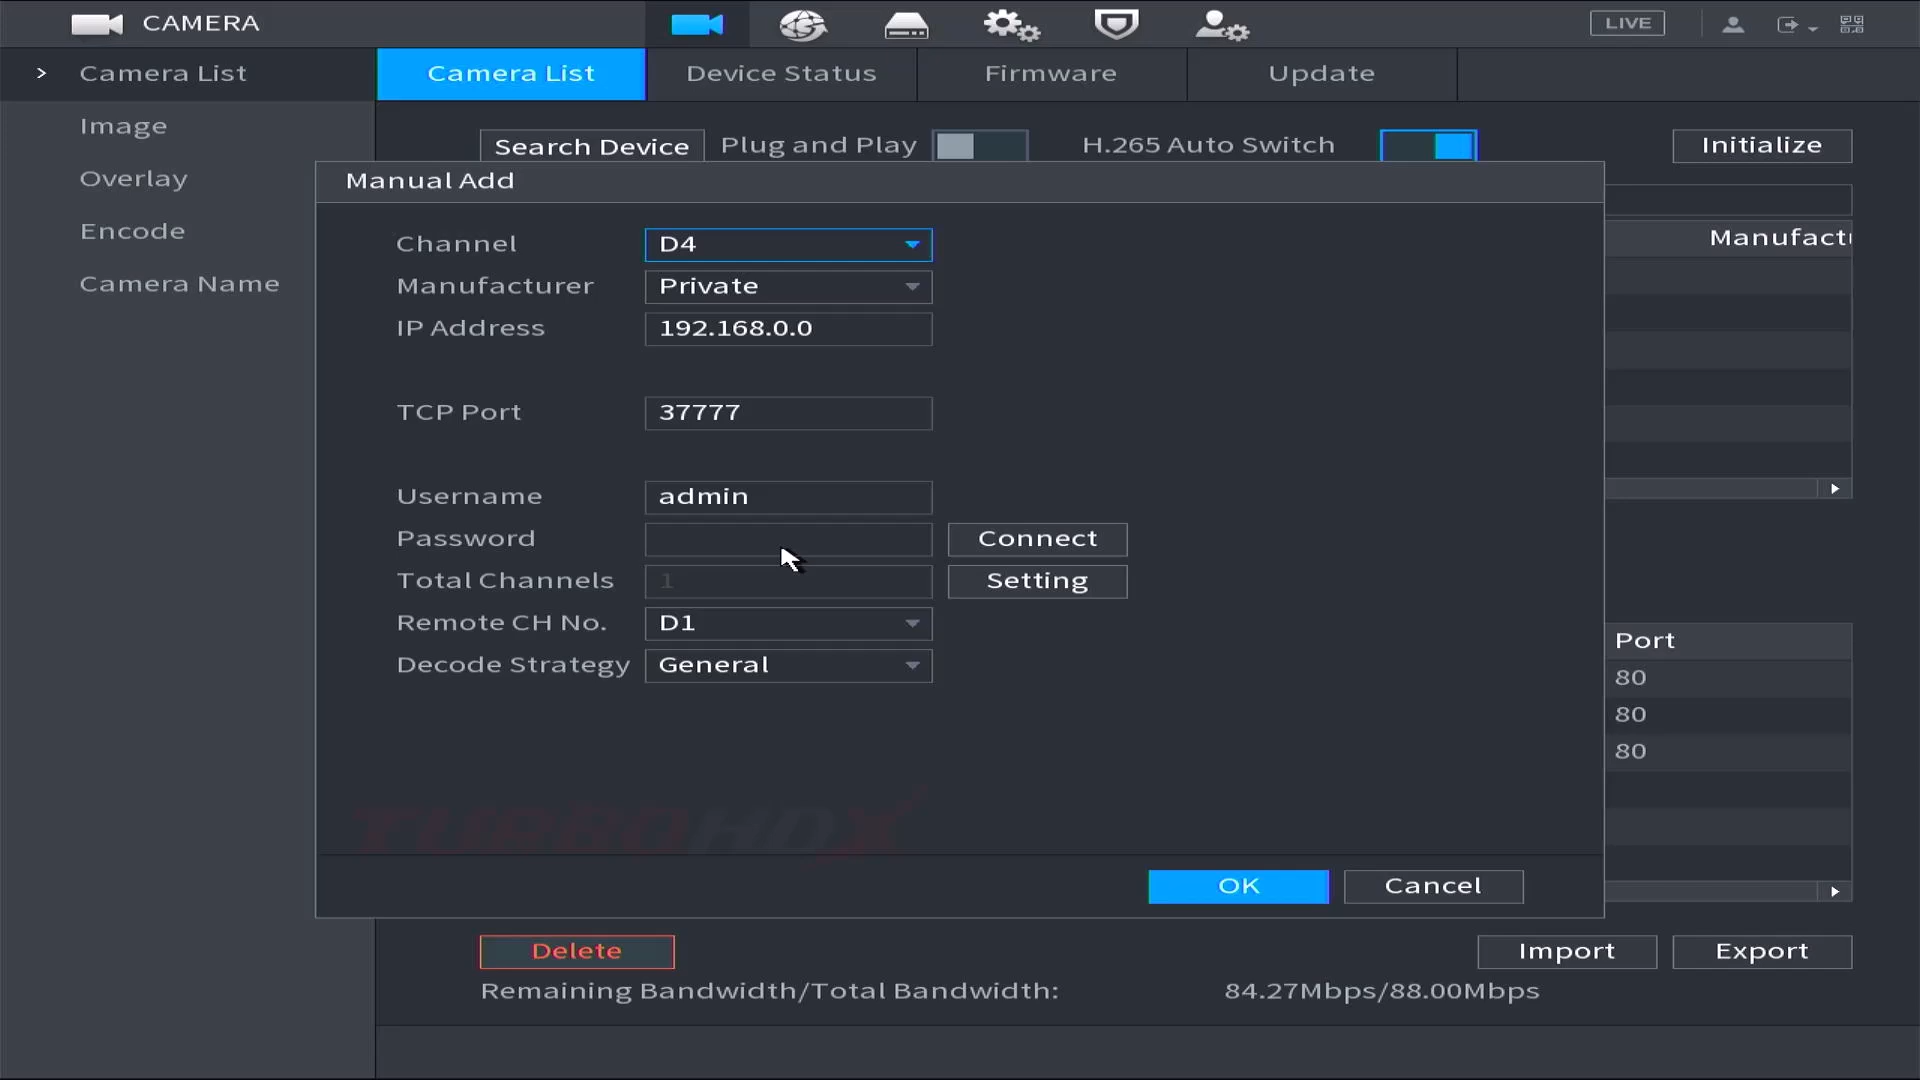 CAMERA
LIVE
Camera List
Image
Overlay
Encode
Camera Name
Camera List
Device Status
Firmware
Update
Search Device
Plug and Play
H.265 Auto Switch
Initialize
Manual Add
Channel
D4
Manufacturer
Private
IP Address
192.168.0.0
TCP Port
37777
Username
admin
Password
Connect
Total Channels
1
Setting
Remote CH No.
D1
Decode Strategy
General
TURBOHDX
OK
Cancel
Manufact
Port
80
80
80
Delete
Import
Export
Remaining Bandwidth/Total Bandwidth:
84.27Mbps/88.00Mbps